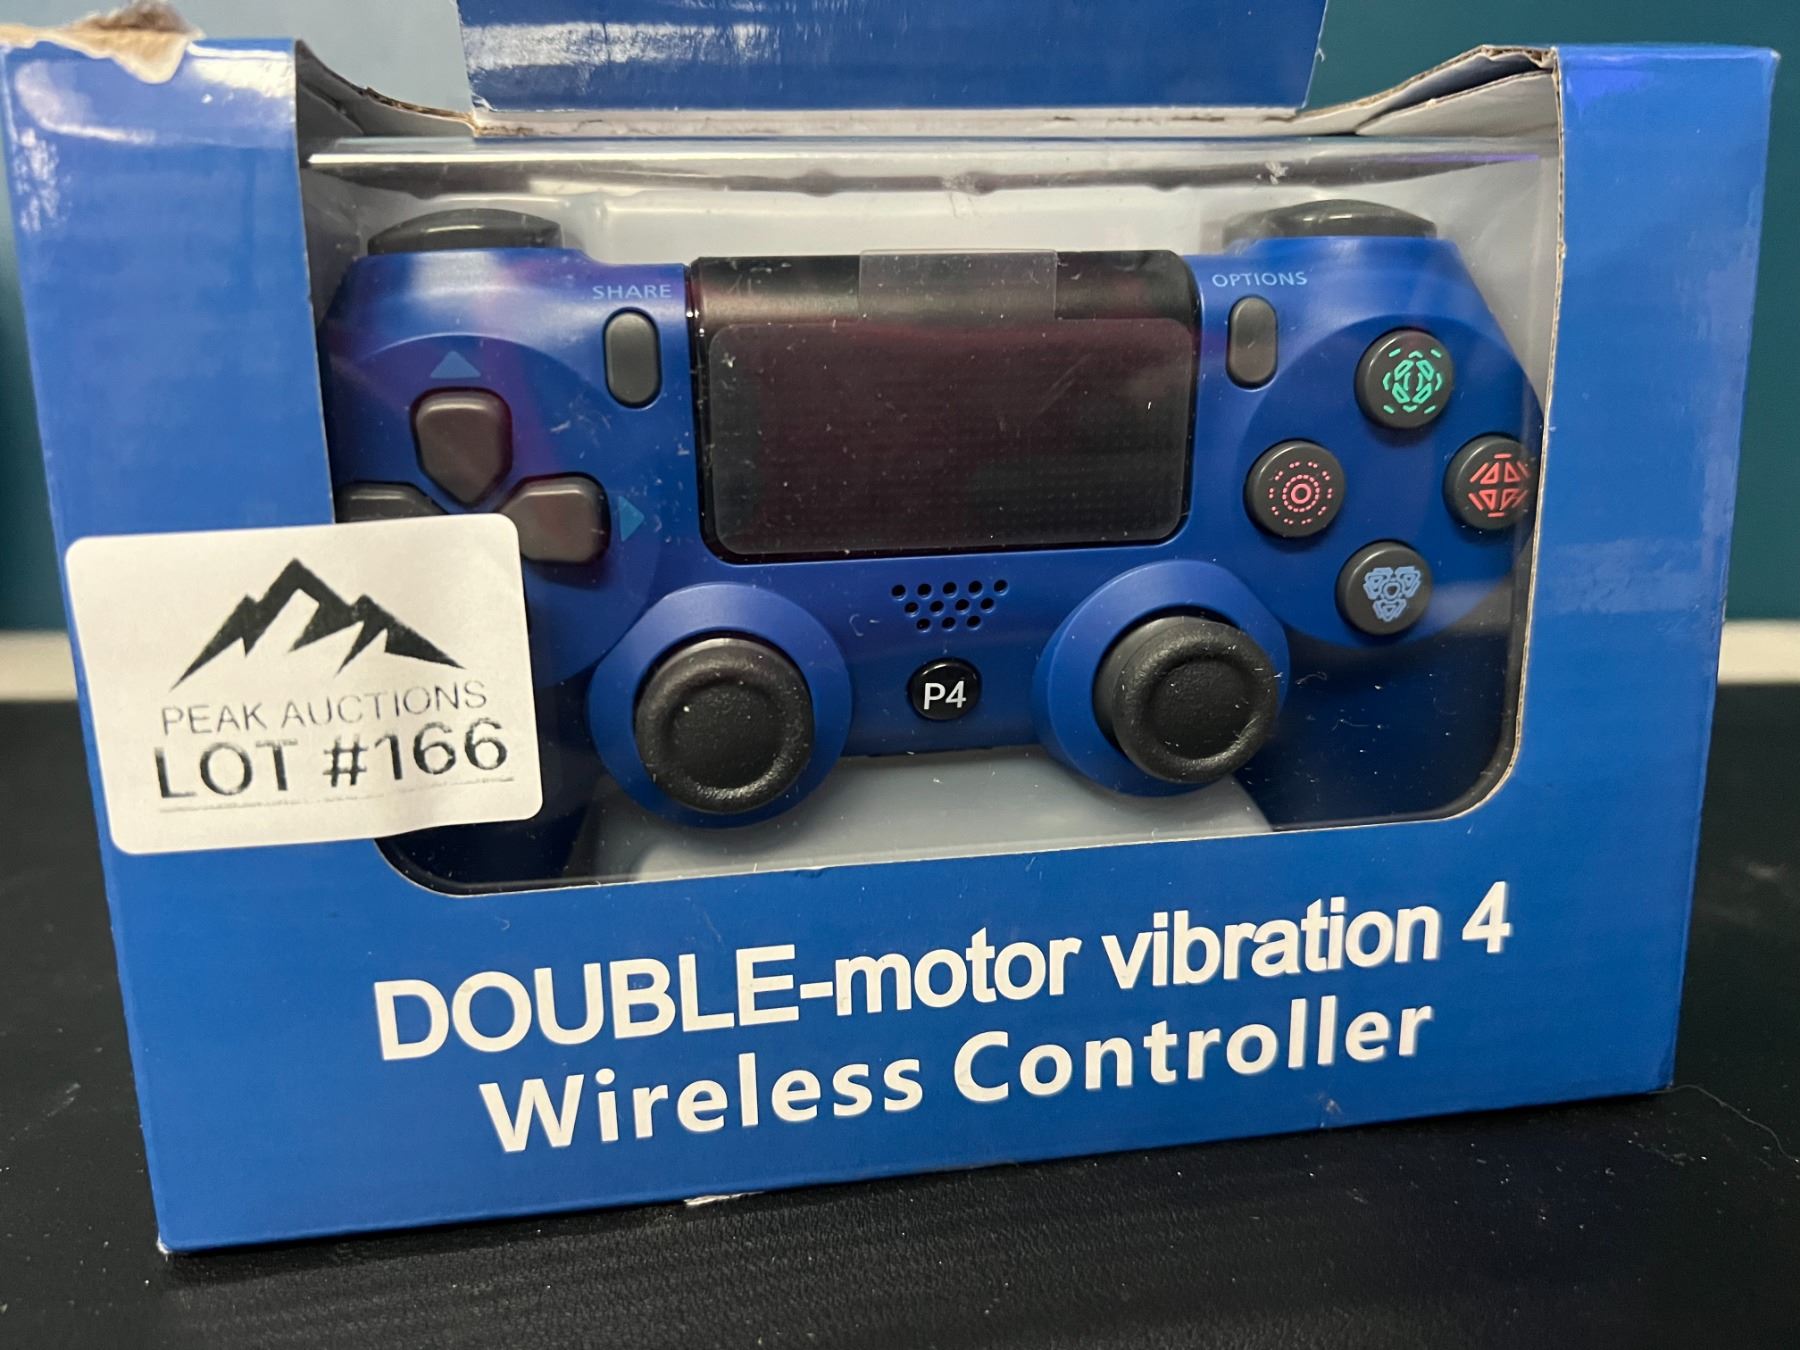 SHARE
OPTIONS
P4
PEAK AUCTIONS
LOT #166
DOUBLE-motor vibration 4
Wireless Controller